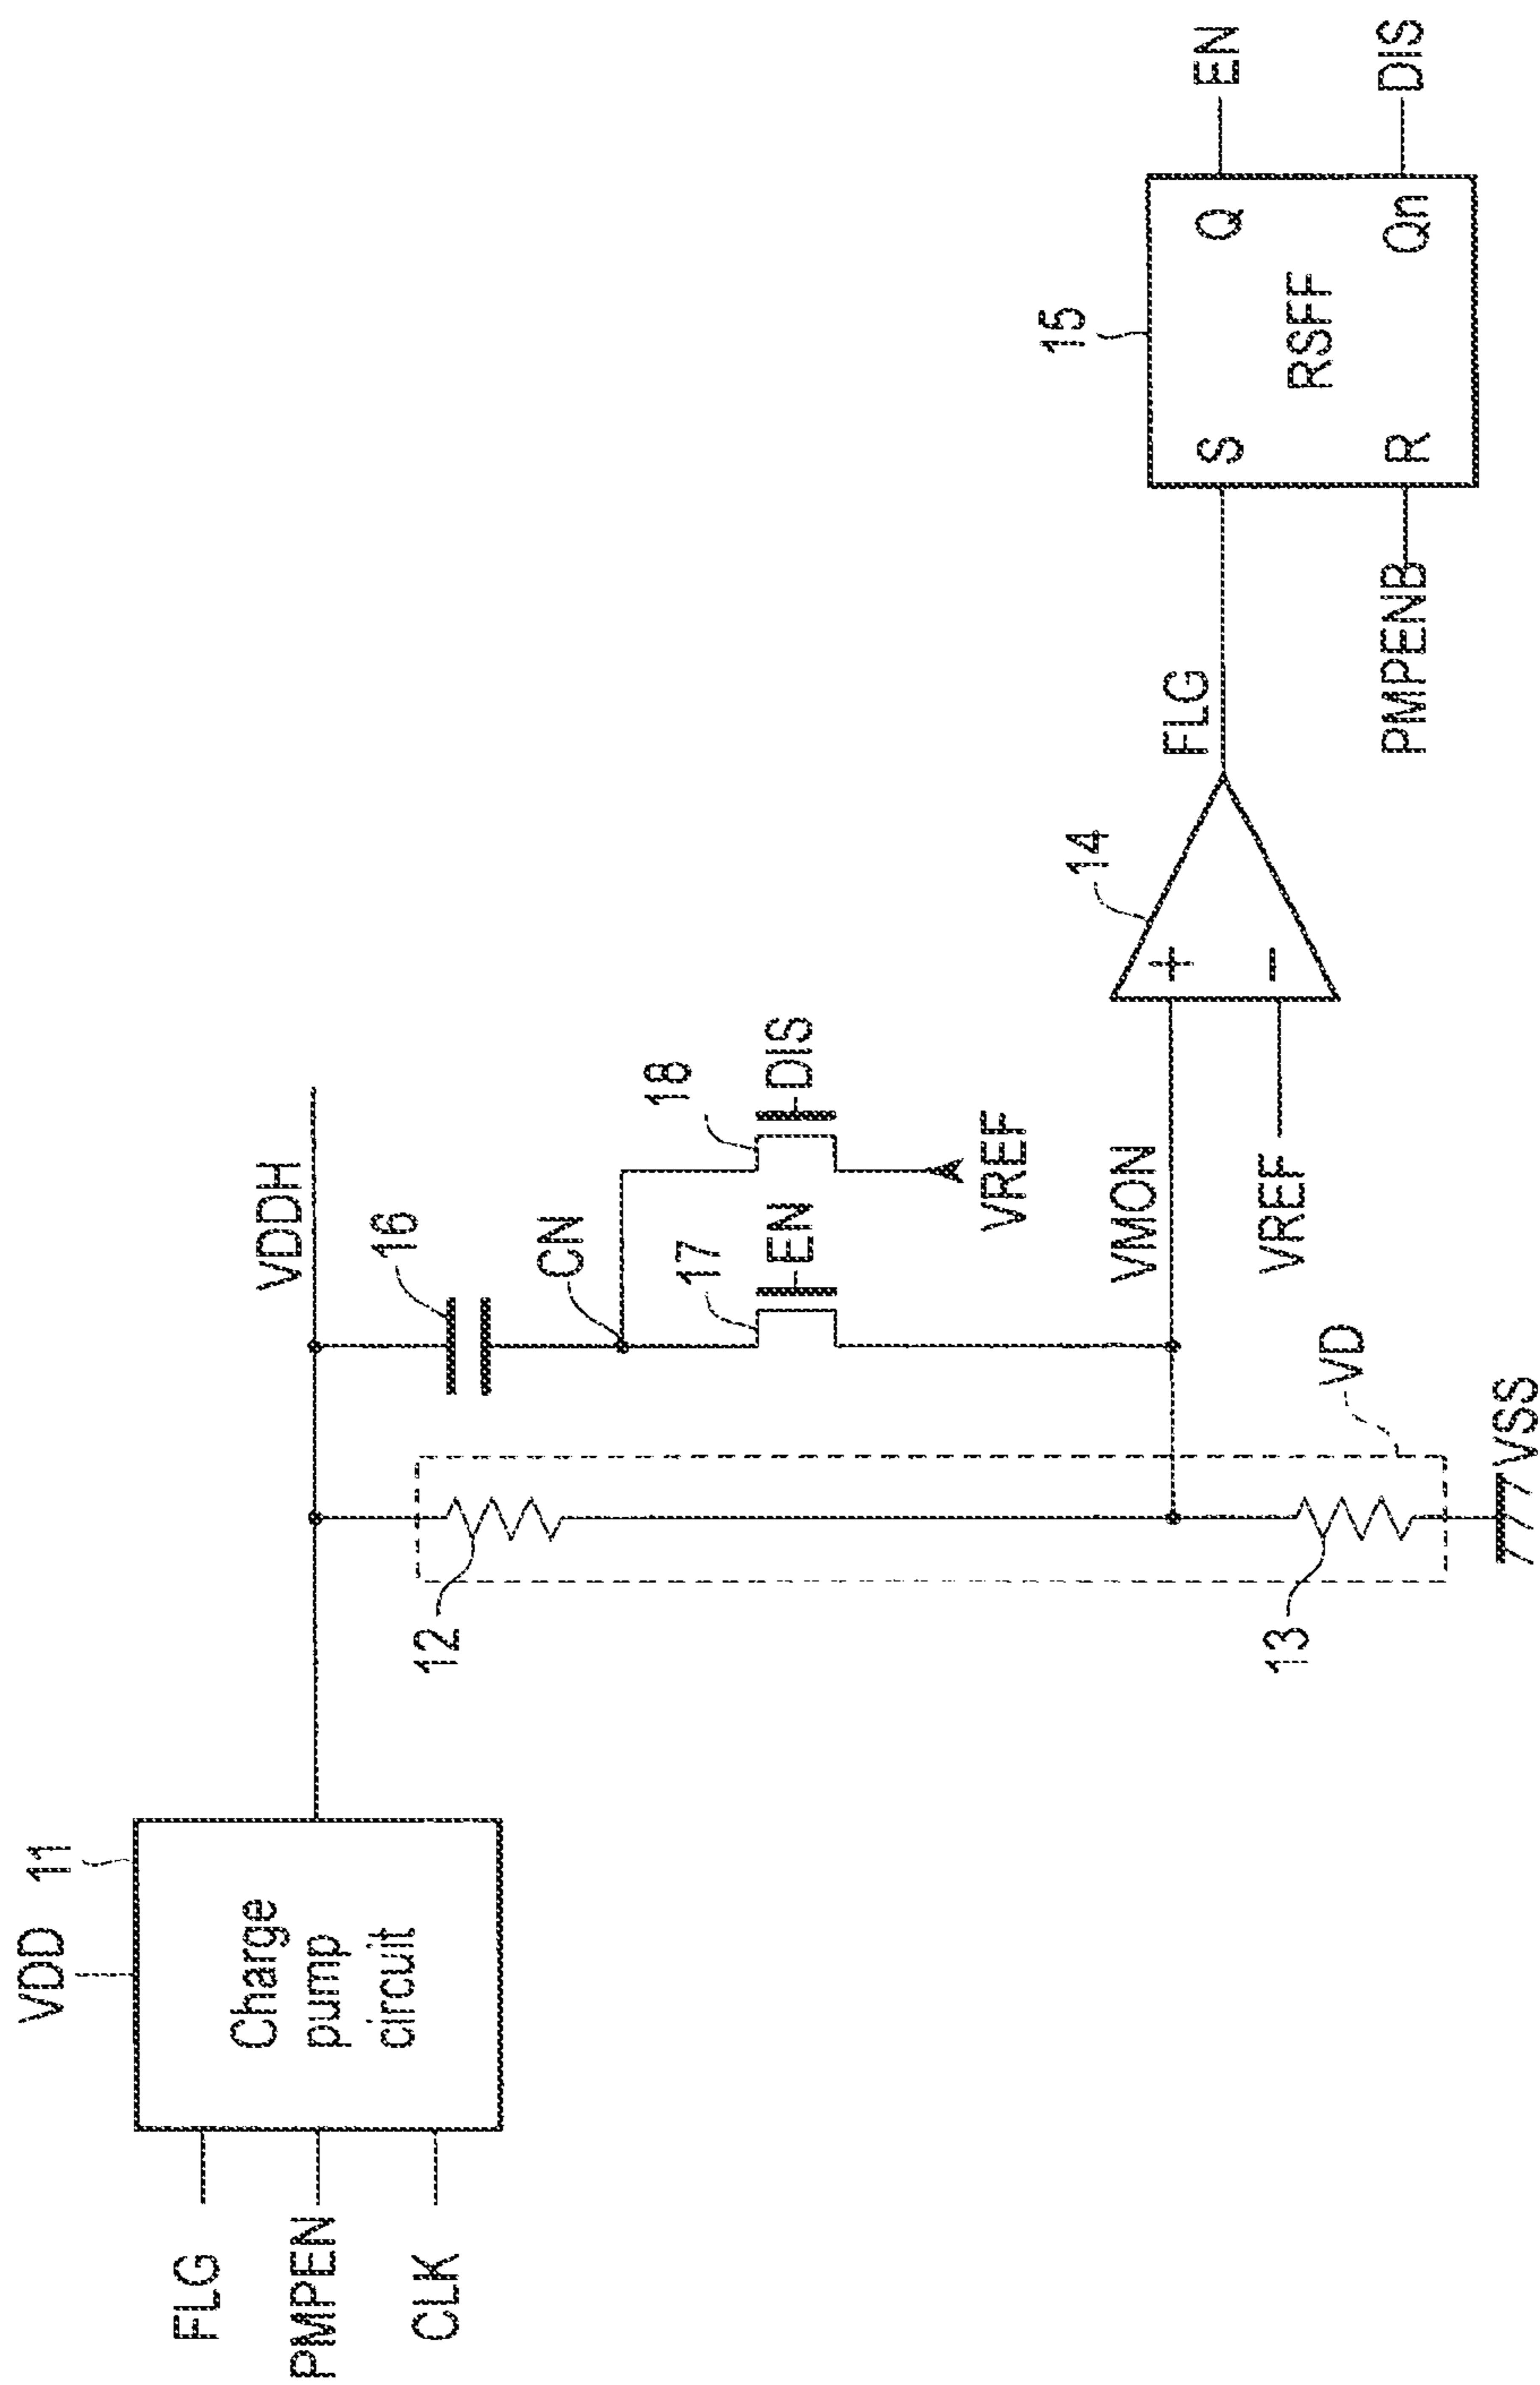 VDD
11
Charge
pump
circuit
FLG
PMPEN
CLK
VDDH
12
13
VD
VSS
16
CN
17
EN
18
DIS
VREF
VMON
VREF
14
+
−
FLG
PMPENB
15
S
R
RSFF
Q
Qn
EN
DIS